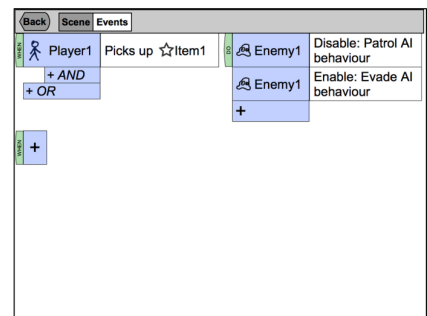 Back Scene Events
WHEN Player1 Picks up Item1 DO Enemy1 Disable: Patrol AI
behaviour
+ AND Enemy1 Enable: Evade AI
+ OR behaviour
+
WHEN +